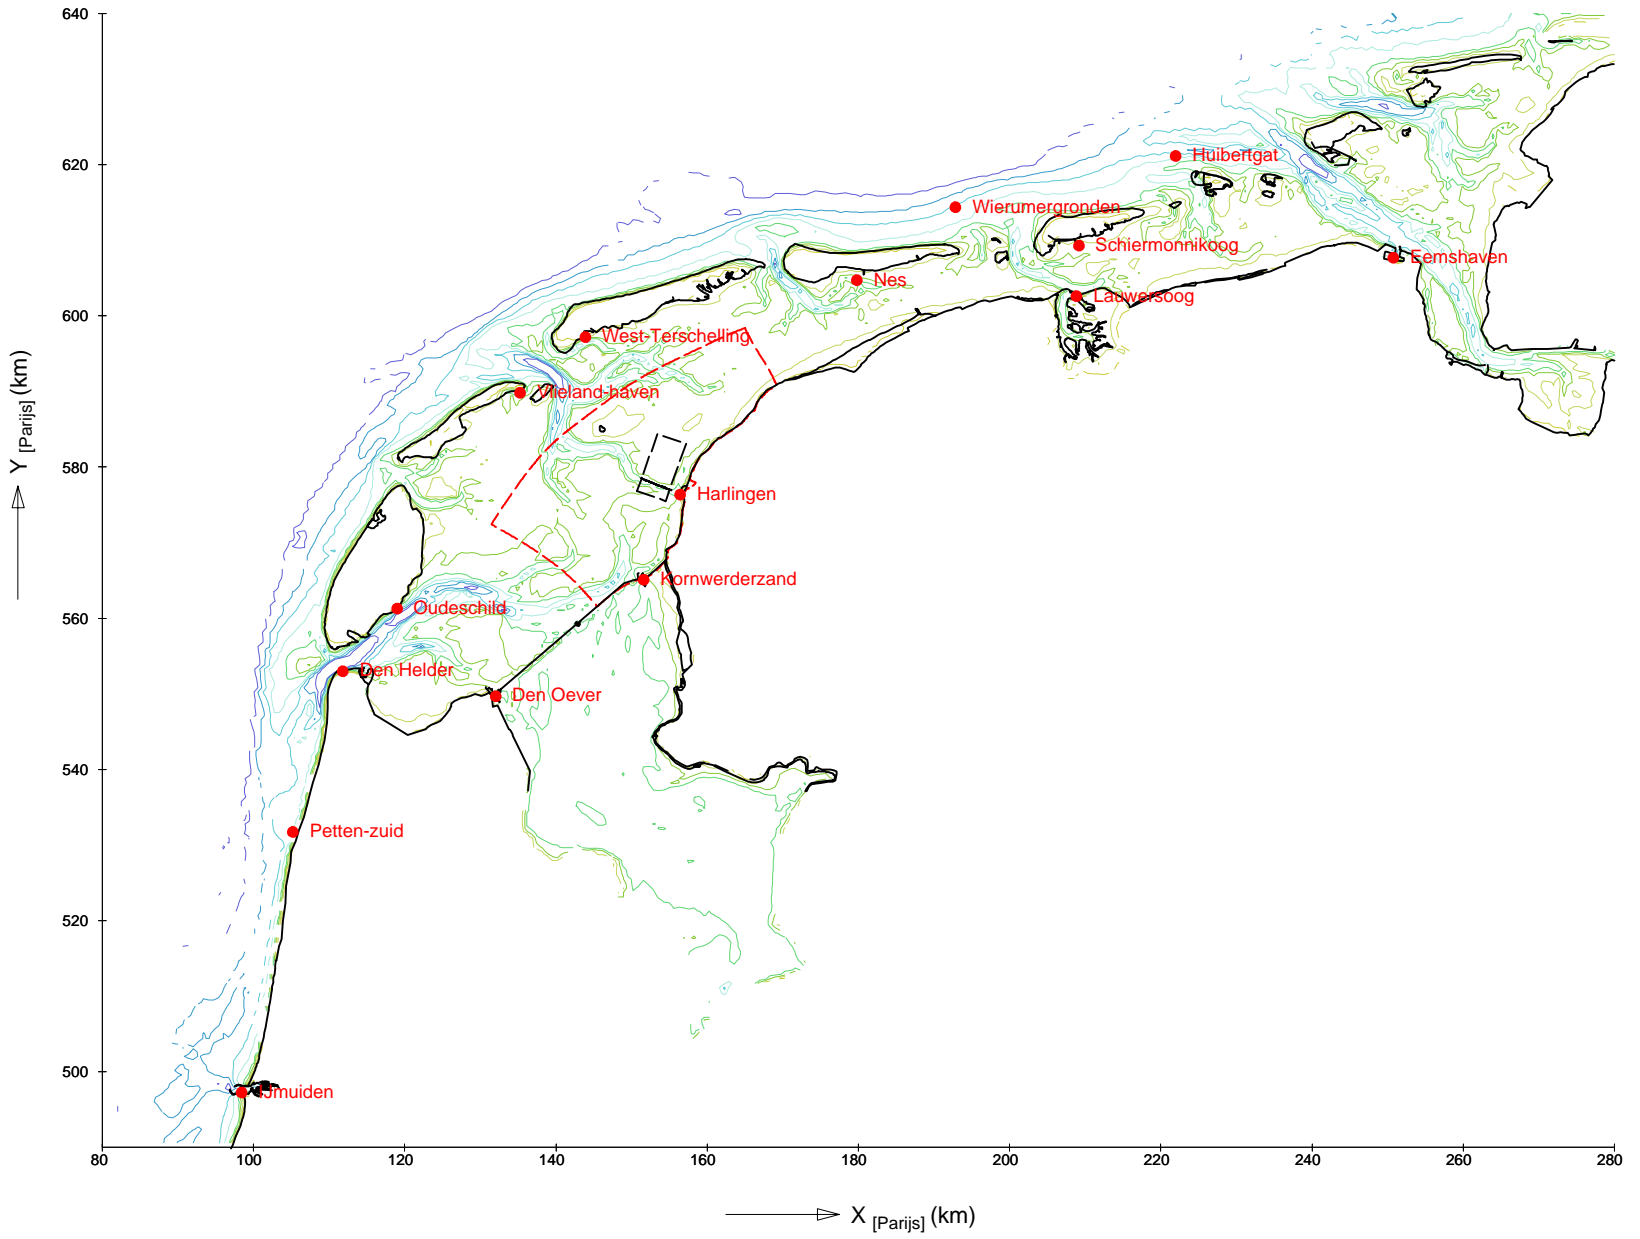 640
620
600
580
560
540
520
500
Y [Parijs] (km)
Huibertgat
Wierumergronden
Schiermonnikoog
Eemshaven
Nes
Lauwersoog
West-Terschelling
Vlieland-haven
Harlingen
Kornwerderzand
Oudeschild
Den Helder
Den Oever
Petten-zuid
IJmuiden
80 100 120 140 160 180 200 220 240 260 280
X [Parijs] (km)